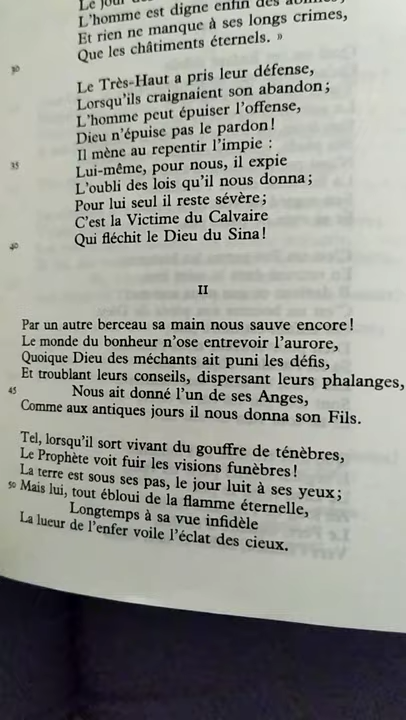 L'homme est digne enfin des abîmes,
Et rien ne manque à ses longs crimes,
Que les châtiments éternels. »
30
Le Très-Haut a pris leur défense,
Lorsqu'ils craignaient son abandon;
L'homme peut épuiser l'offense,
Dieu n'épuise pas le pardon!
Il mène au repentir l'impie :
35 Lui-même, pour nous, il expie
L'oubli des lois qu'il nous donna;
Pour lui seul il reste sévère;
C'est la Victime du Calvaire
40 Qui fléchit le Dieu du Sina!
II
Par un autre berceau sa main nous sauve encore!
Le monde du bonheur n'ose entrevoir l'aurore,
Quoique Dieu des méchants ait puni les défis,
Et troublant leurs conseils, dispersant leurs phalanges,
45 Nous ait donné l'un de ses Anges,
Comme aux antiques jours il nous donna son Fils.
Tel, lorsqu'il sort vivant du gouffre de ténèbres,
Le Prophète voit fuir les visions funèbres!
La terre est sous ses pas, le jour luit à ses yeux;
50 Mais lui, tout ébloui de la flamme éternelle,
Longtemps à sa vue infidèle
La lueur de l'enfer voile l'éclat des cieux.